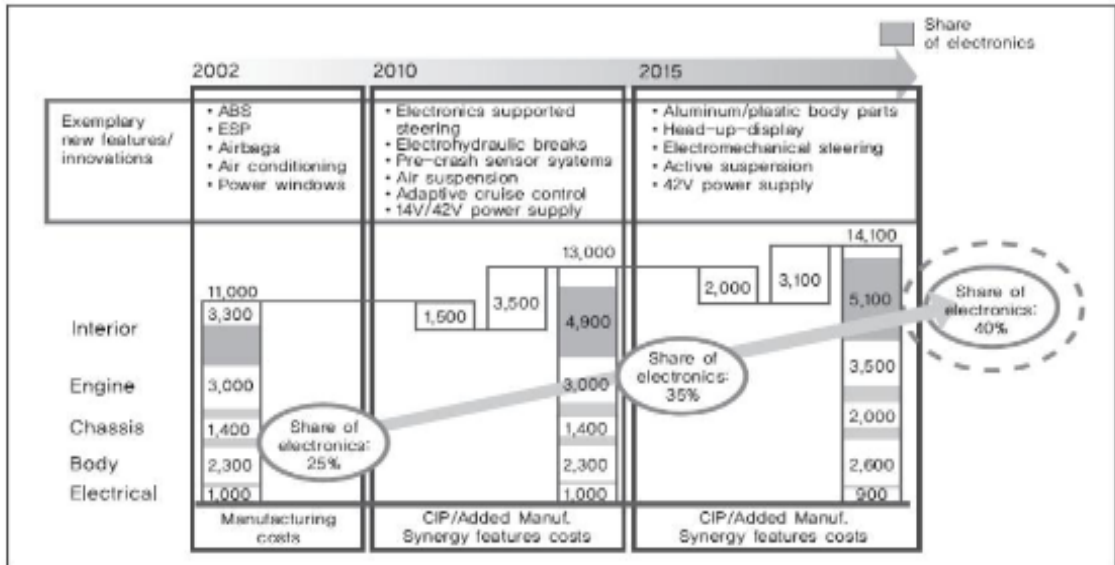 Share
of electronics
2002 2010 2015
Exemplary
new features/
innovations
• ABS
• ESP
• Airbags
• Air conditioning
• Power windows
• Electronics supported
steering
• Electrohydraulic breaks
• Pre-crash sensor systems
• Air suspension
• Adaptive cruise control
• 14V/42V power supply
• Aluminum/plastic body parts
• Head-up-display
• Electromechanical steering
• Active suspension
• 42V power supply
Interior
Engine
Chassis
Body
Electrical
11,000
3,300
3,000
1,400
2,300
1,000
Share of
electronics:
25%
1,500
3,500
13,000
4,900
3,000
1,400
2,300
1,000
Share of
electronics:
35%
2,000
3,100
14,100
5,100
3,500
2,000
2,600
900
Share of
electronics:
40%
Manufacturing
costs
CIP/Added Manuf.
Synergy features costs
CIP/Added Manuf.
Synergy features costs